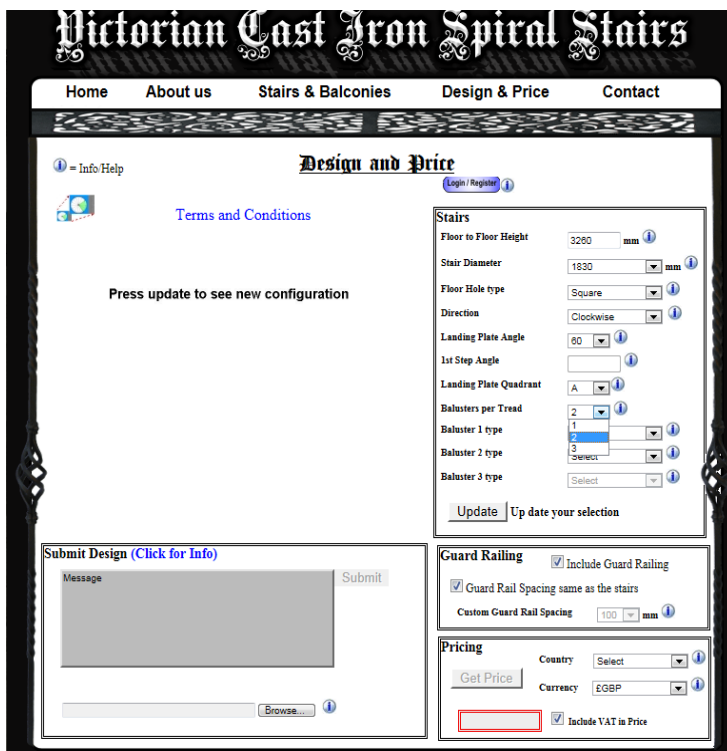 Victorian Cast Iron Spiral Stairs
Home About us Stairs & Balconies Design & Price Contact
i = Info/Help
Design and Price
Login / Register i
Terms and Conditions
Press update to see new configuration
Stairs
Floor to Floor Height 3260 mm i
Stair Diameter 1830 mm i
Floor Hole type Square i
Direction Clockwise i
Landing Plate Angle 60 i
1st Step Angle i
Landing Plate Quadrant A i
Balusters per Tread 2 i
1
2
3
Baluster 1 type i
Baluster 2 type Select i
Baluster 3 type Select i
Update Up date your selection
Submit Design (Click for Info)
Message
Submit
Browse... i
Guard Railing
Include Guard Railing
Guard Rail Spacing same as the stairs
Custom Guard Rail Spacing 100 mm i
Pricing
Country Select i
Get Price
Currency £GBP i
Include VAT in Price